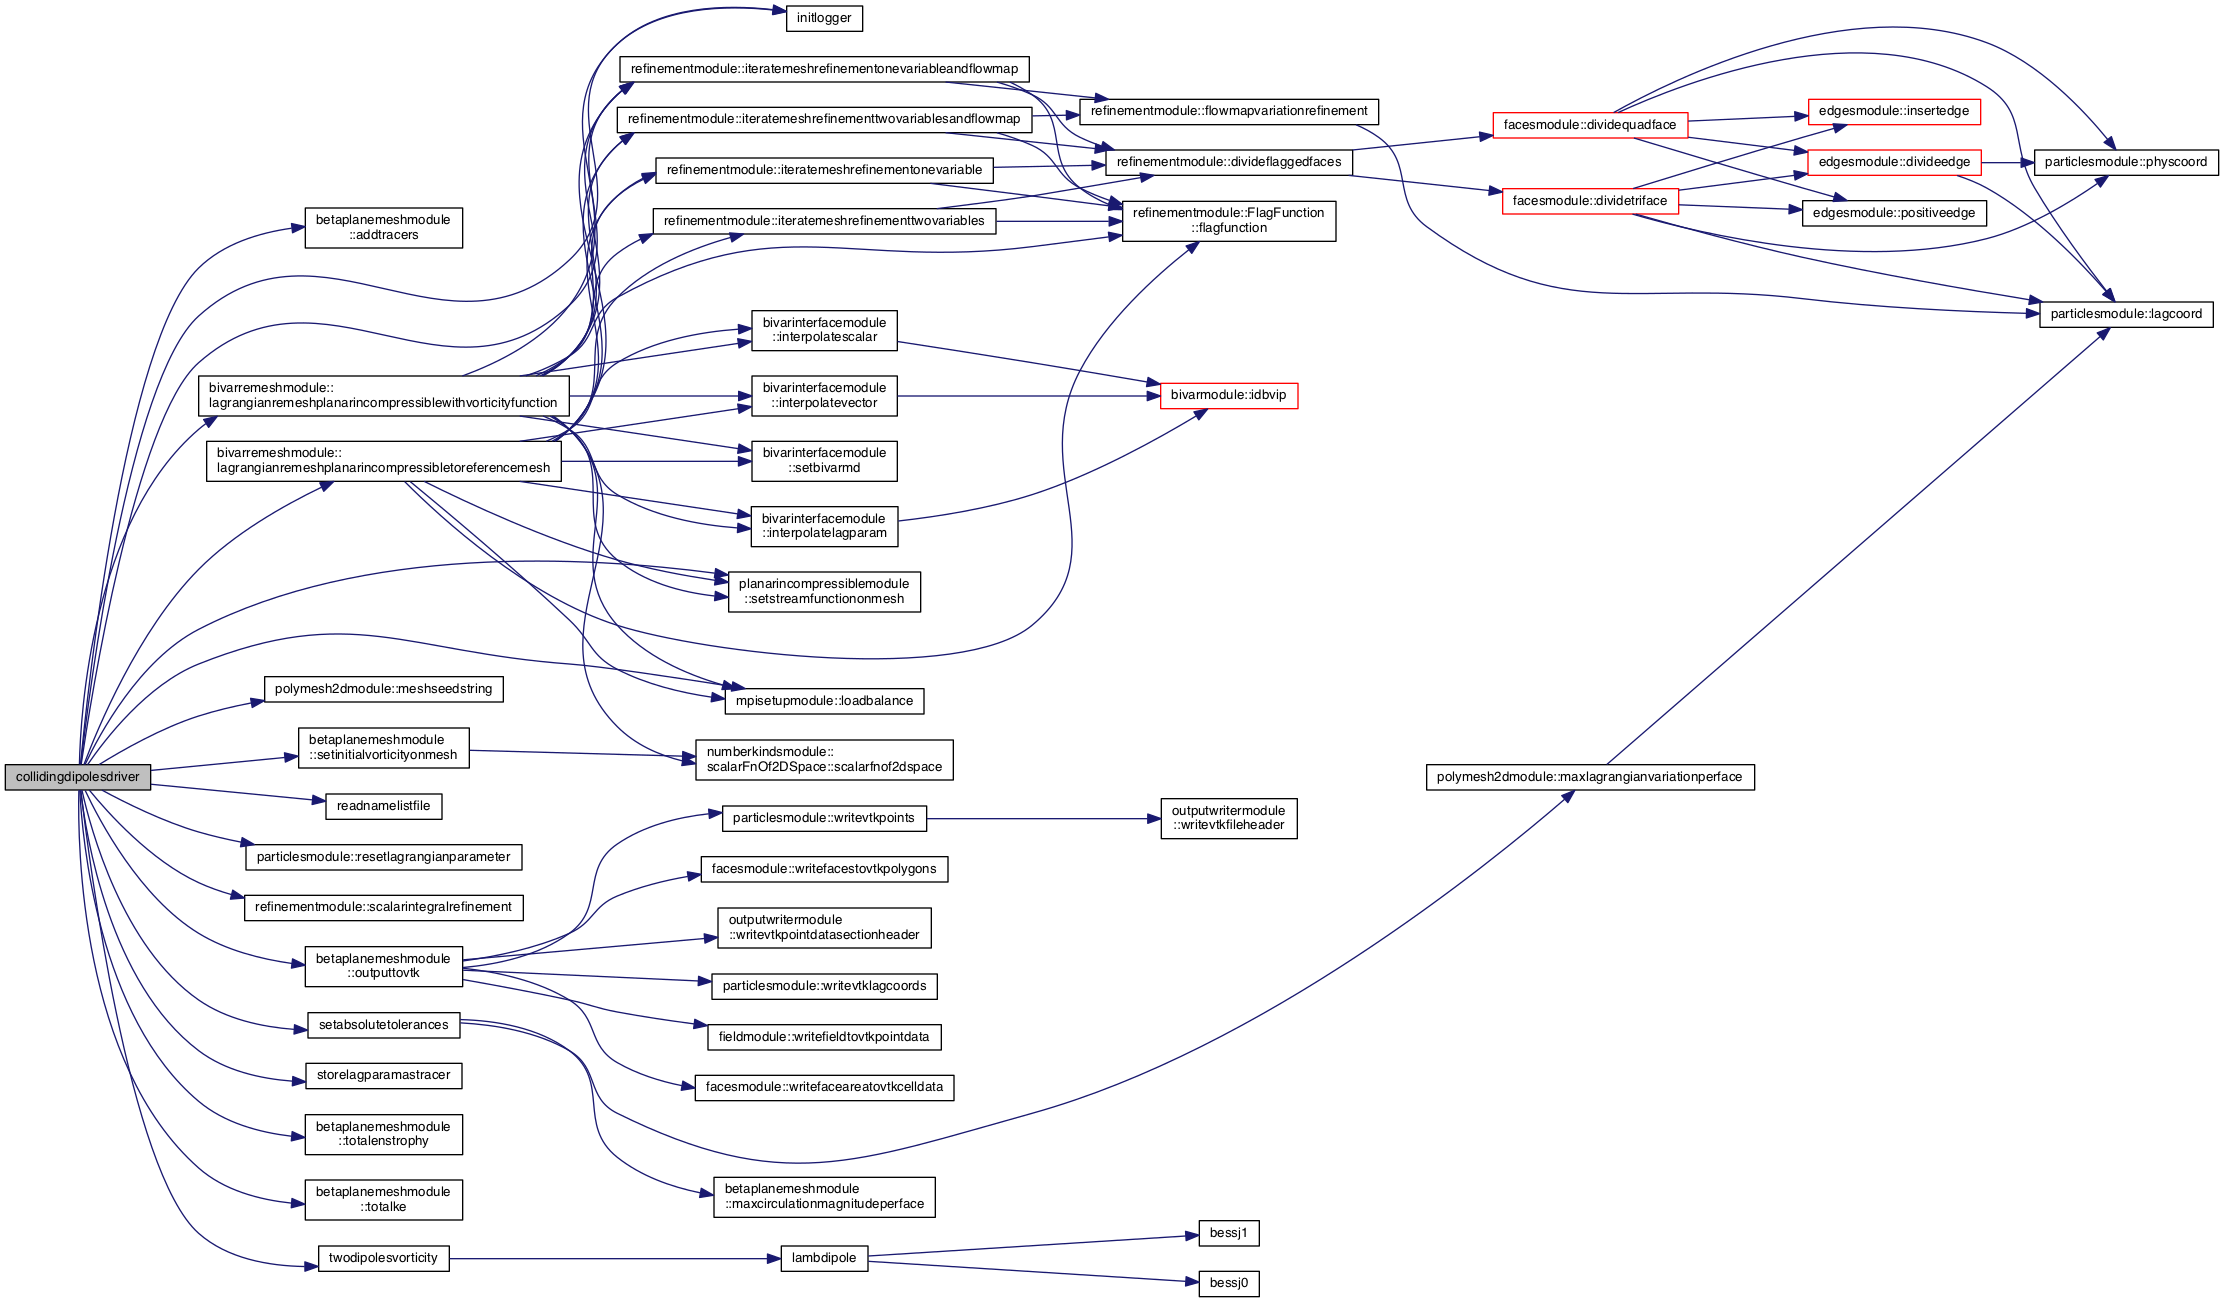 initlogger
refinementmodule::iteratemeshrefinementonevariableandflowmap
refinementmodule::flowmapvariationrefinement
refinementmodule::iteratemeshrefinementtwovariablesandflowmap
facesmodule::dividequadface
edgesmodule::insertedge
refinementmodule::iteratemeshrefinementonevariable
refinementmodule::divideflaggedfaces
edgesmodule::divideedge
particlesmodule::physcoord
facesmodule::dividetriface
edgesmodule::positiveedge
refinementmodule::iteratemeshrefinementtwovariables
refinementmodule::FlagFunction
::flagfunction
betaplanemeshmodule
::addtracers
particlesmodule::lagcoord
bivarinterfacemodule
::interpolatescalar
bivarremeshmodule::
lagrangianremeshplanarincompressiblewithvorticityfunction
bivarinterfacemodule
::interpolatevector
bivarmodule::idbvip
bivarremeshmodule::
lagrangianremeshplanarincompressibletoreferencemesh
bivarinterfacemodule
::setbivarmd
bivarinterfacemodule
::interpolatelagparam
planarincompressiblemodule
::setstreamfunctiononmesh
polymesh2dmodule::meshseedstring
mpisetupmodule::loadbalance
betaplanemeshmodule
::setinitialvorticityonmesh
numberkindsmodule::
scalarFnOf2DSpace::scalarfnof2dspace
collidingdipolesdriver
polymesh2dmodule::maxlagrangianvariationperface
readnamelistfile
particlesmodule::writevtkpoints
outputwritermodule
::writevtkfileheader
particlesmodule::resetlagrangianparameter
facesmodule::writefacestovtkpolygons
refinementmodule::scalarintegralrefinement
outputwritermodule
::writevtkpointdatasectionheader
betaplanemeshmodule
::outputtovtk
particlesmodule::writevtklagcoords
setabsolutetolerances
fieldmodule::writefieldtovtkpointdata
storelagparamastracer
facesmodule::writefaceareatovtkcelldata
betaplanemeshmodule
::totalenstrophy
betaplanemeshmodule
::totalke
betaplanemeshmodule
::maxcirculationmagnitudeperface
twodipolesvorticity
lambdipole
bessj1
bessj0